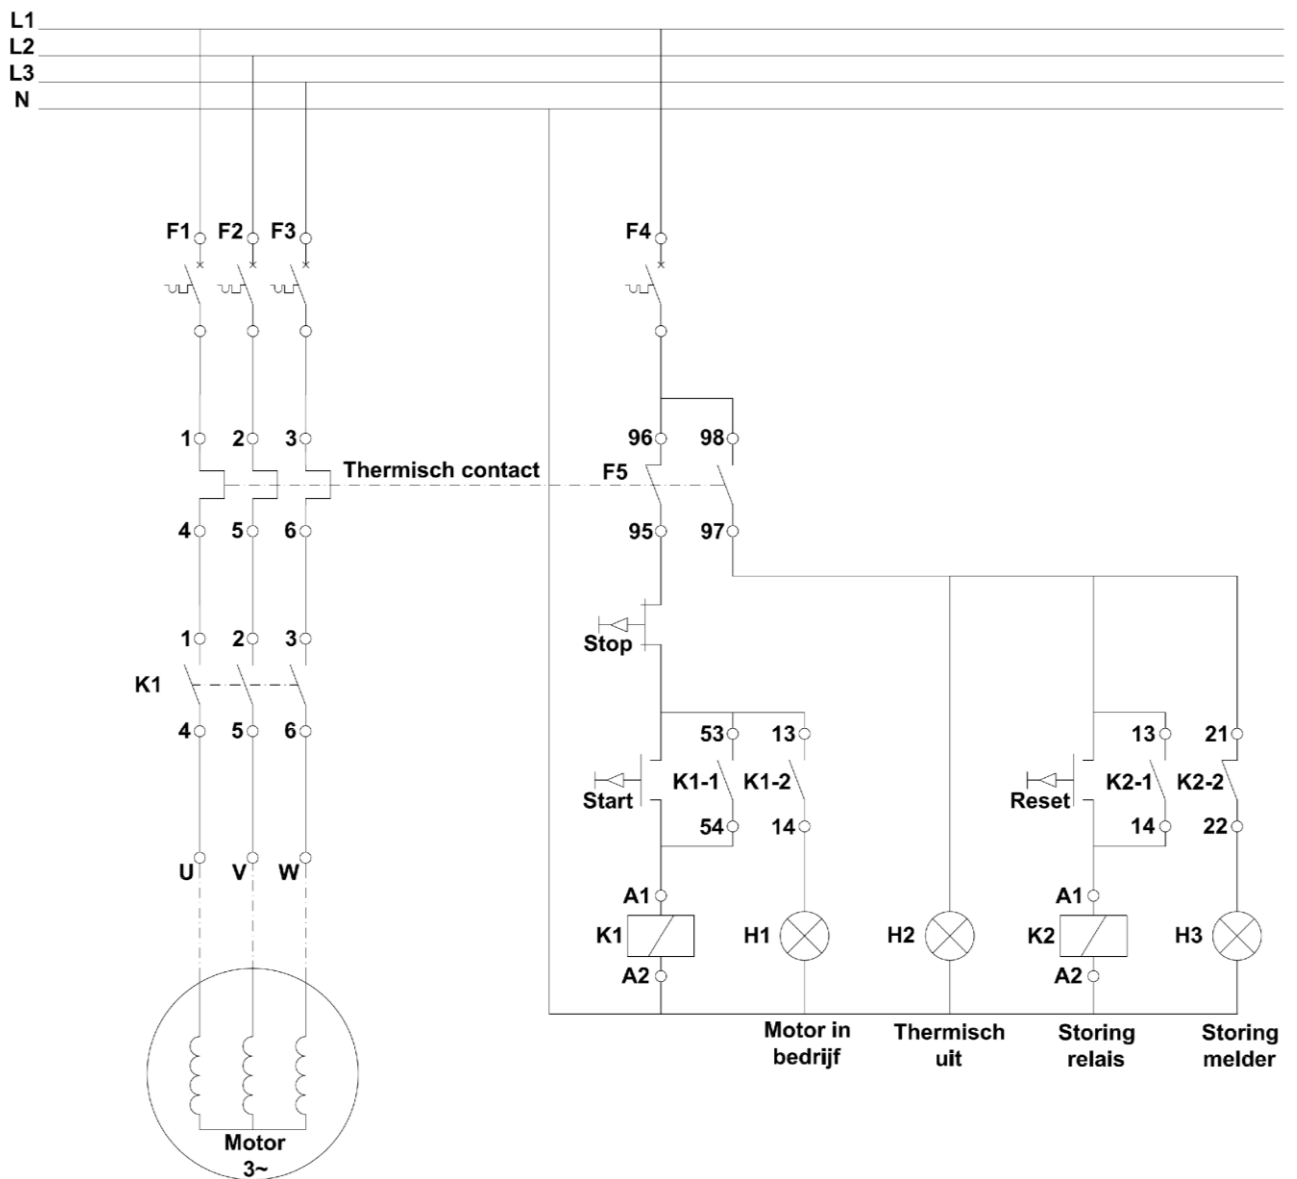 L1
L2
L3
N
F1 F2 F3 F4
1 2 3 96 98
Thermisch contact F5
4 5 6 95 97
Stop
1 2 3
K1
4 5 6
53 13 13 21
K1-1 K1-2 K2-1 K2-2
Start Reset
54 14 14 22
U V W
A1 A1
K1 H1 H2 K2 H3
A2 A2
Motor in Thermisch Storing Storing
bedrijf uit relais melder
Motor
3~